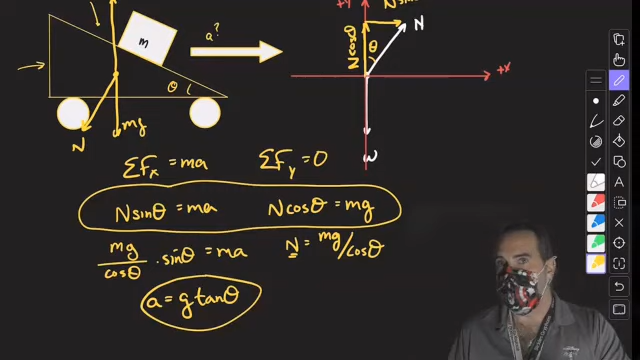 +y
N sinθ
a?
N
m
N cosθ
θ
+x
θ
mg
N
w
ΣFx = ma ΣFy = 0
N sinθ = ma N cosθ = mg
mg/cosθ · sinθ = ma N = mg/cosθ
a = g tanθ